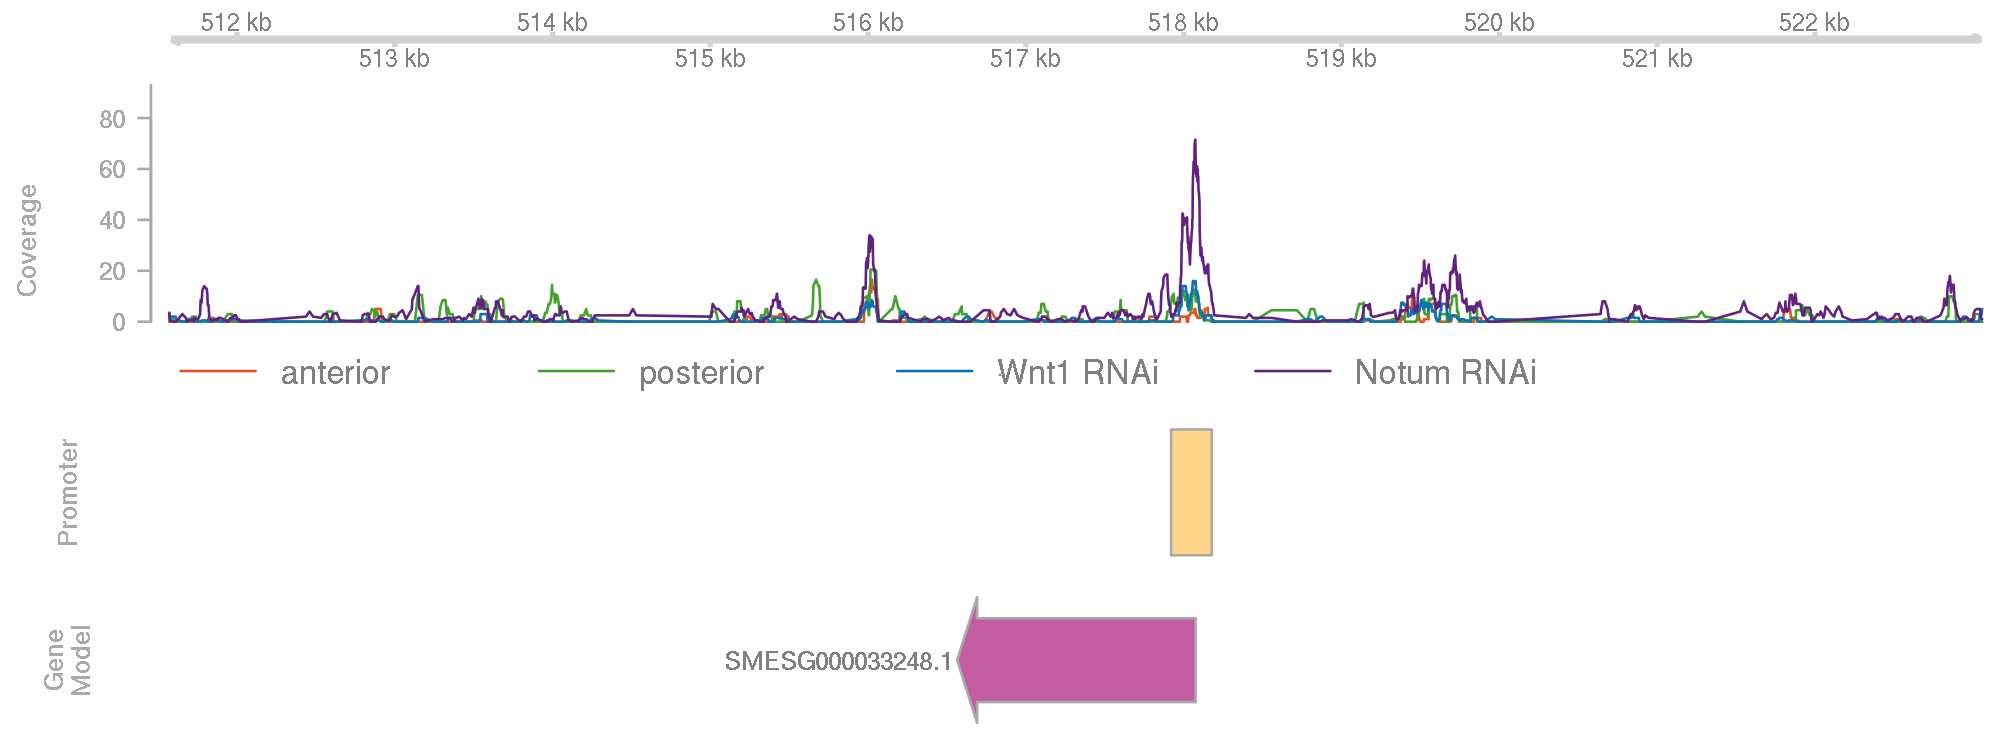 512 kb 514 kb 516 kb 518 kb 520 kb 522 kb
513 kb 515 kb 517 kb 519 kb 521 kb
Coverage
80
60
40
20
0
anterior posterior Wnt1 RNAi Notum RNAi
Promoter
Gene
Model
SMESG000033248.1